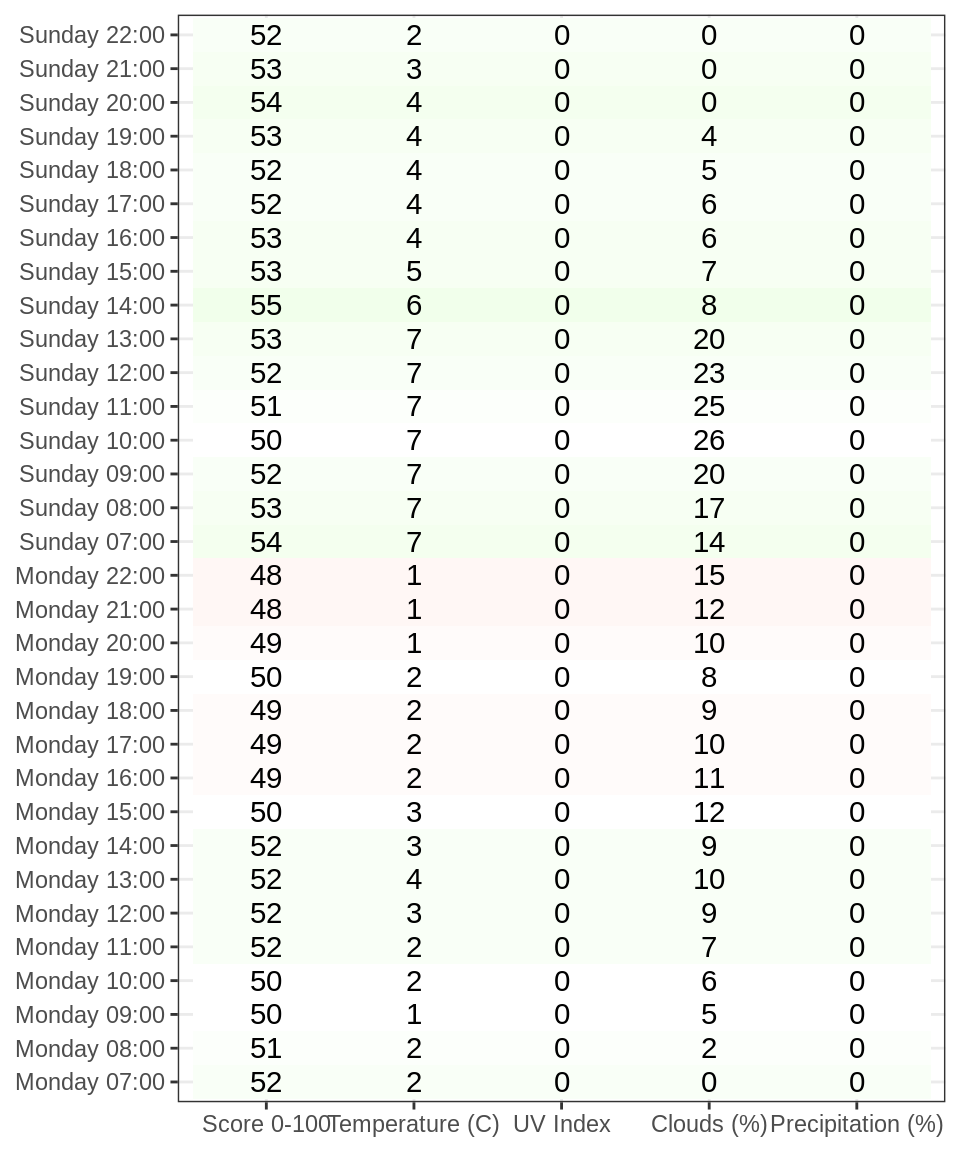 Sunday 22:00 52 2 0 0 0
Sunday 21:00 53 3 0 0 0
Sunday 20:00 54 4 0 0 0
Sunday 19:00 53 4 0 4 0
Sunday 18:00 52 4 0 5 0
Sunday 17:00 52 4 0 6 0
Sunday 16:00 53 4 0 6 0
Sunday 15:00 53 5 0 7 0
Sunday 14:00 55 6 0 8 0
Sunday 13:00 53 7 0 20 0
Sunday 12:00 52 7 0 23 0
Sunday 11:00 51 7 0 25 0
Sunday 10:00 50 7 0 26 0
Sunday 09:00 52 7 0 20 0
Sunday 08:00 53 7 0 17 0
Sunday 07:00 54 7 0 14 0
Monday 22:00 48 1 0 15 0
Monday 21:00 48 1 0 12 0
Monday 20:00 49 1 0 10 0
Monday 19:00 50 2 0 8 0
Monday 18:00 49 2 0 9 0
Monday 17:00 49 2 0 10 0
Monday 16:00 49 2 0 11 0
Monday 15:00 50 3 0 12 0
Monday 14:00 52 3 0 9 0
Monday 13:00 52 4 0 10 0
Monday 12:00 52 3 0 9 0
Monday 11:00 52 2 0 7 0
Monday 10:00 50 2 0 6 0
Monday 09:00 50 1 0 5 0
Monday 08:00 51 2 0 2 0
Monday 07:00 52 2 0 0 0
Score 0-100 Temperature (C) UV Index Clouds (%) Precipitation (%)